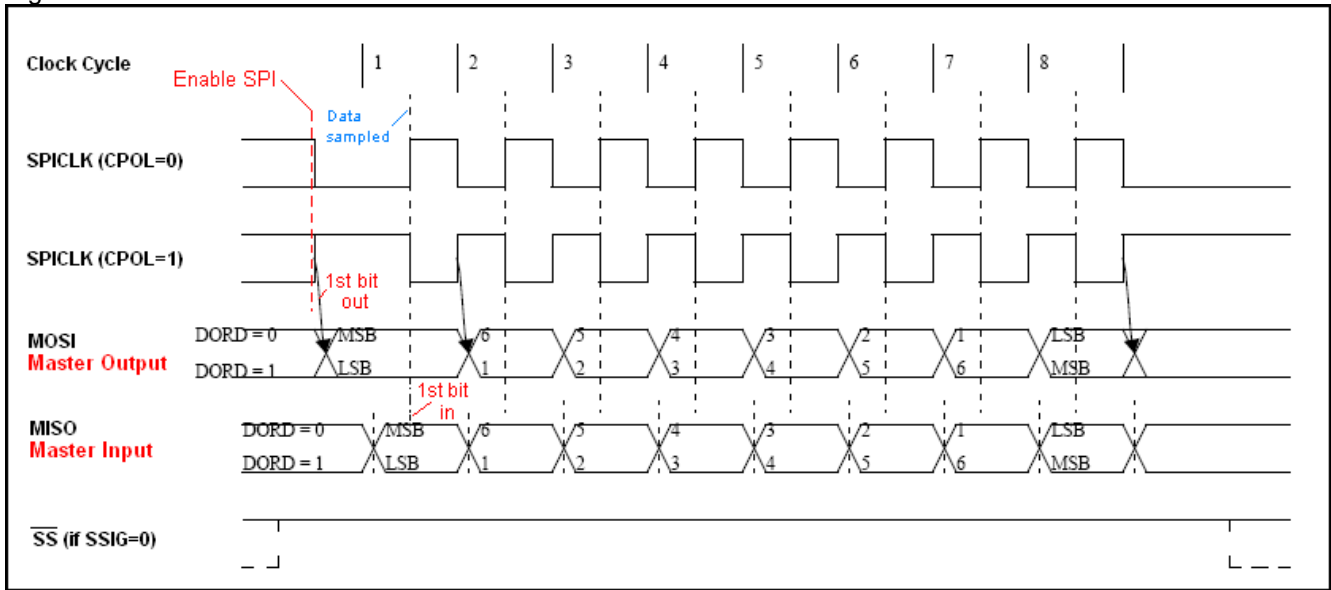 Clock Cycle 1 2 3 4 5 6 7 8
Enable SPI
Data
sampled
SPICLK (CPOL=0)
SPICLK (CPOL=1)
1st bit
out
MOSI
Master Output
DORD = 0 MSB 6 5 4 3 2 1 LSB
DORD = 1 LSB 1 2 3 4 5 6 MSB
1st bit
in
MISO
Master Input
DORD = 0 MSB 6 5 4 3 2 1 LSB
DORD = 1 LSB 1 2 3 4 5 6 MSB
SS (if SSIG=0)